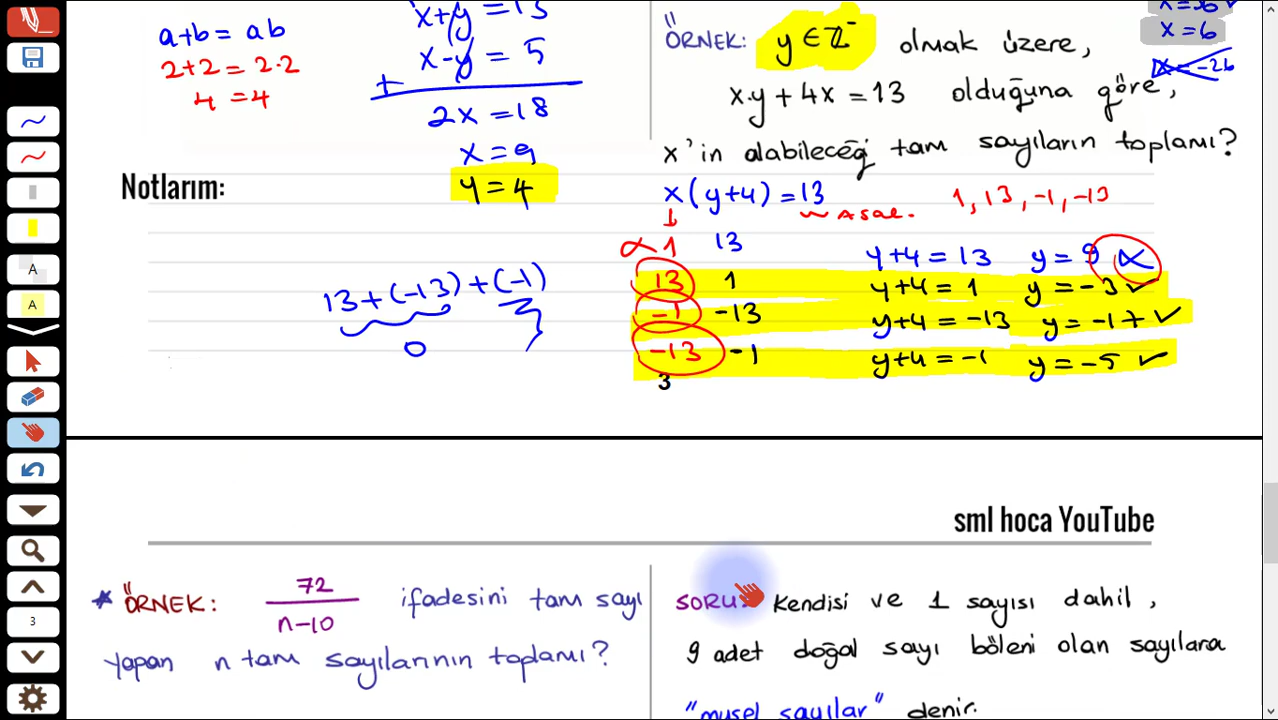 a+b = ab
2+2 = 2.2
4 = 4
x+y = 13
x-y = 5
+
2x = 18
x = 9
y = 4
Notlarım:
13 + (-13) + (-1)
0
x = 6
x = -26
ÖRNEK: y ∈ Z⁻ olmak üzere,
x.y + 4x = 13 olduğuna göre,
x'in alabileceği tam sayıların toplamı?
x(y+4) = 13 Asal. 1, 13, -1, -13
1 13 y+4 = 13 y = 9
13 1 y+4 = 1 y = -3 ✓
-1 -13 y+4 = -13 y = -17 ✓
-13 -1 y+4 = -1 y = -5 ✓
3
3
A
A
sml hoca YouTube
* ÖRNEK: 72 / n-10 ifadesini tam sayı
yapan n tam sayılarının toplamı?
SORU: Kendisi ve 1 sayısı dahil,
9 adet doğal sayı böleni olan sayılara
"musel sayılar" denir.